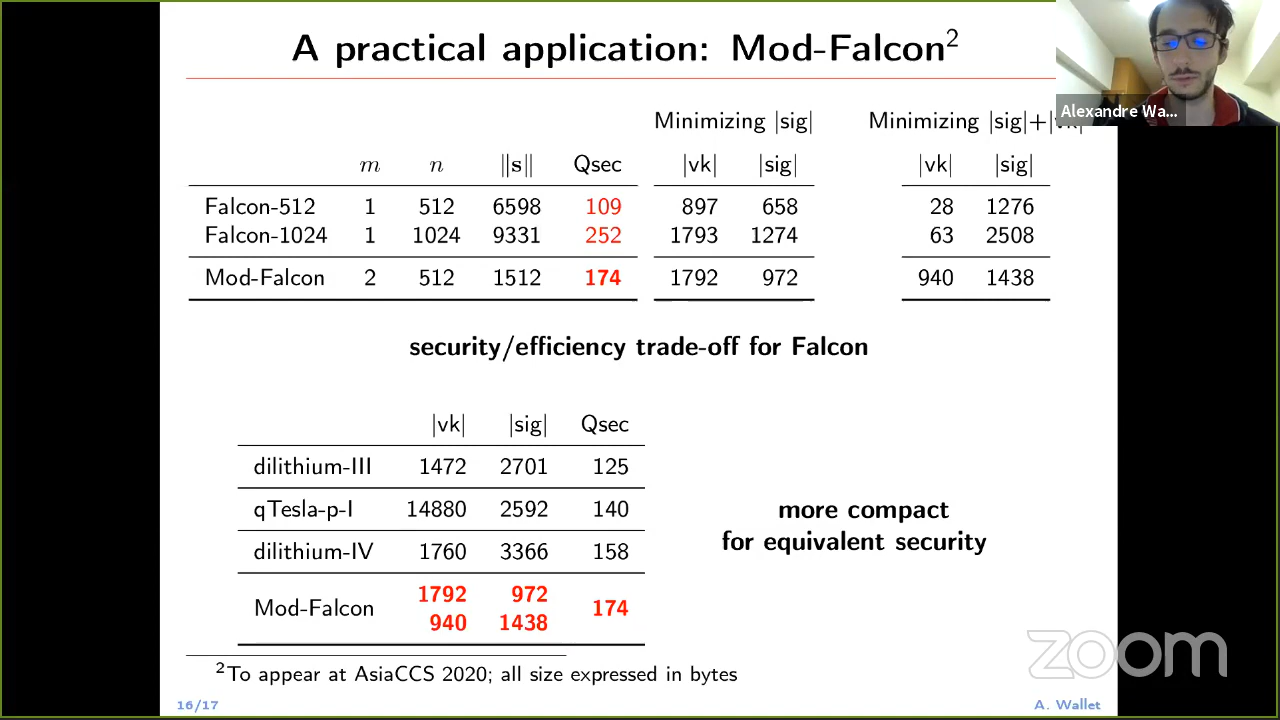 A practical application: Mod-Falcon²
Alexandre Wa...
Minimizing |sig| Minimizing |sig|+|vk|
m n ‖s‖ Qsec |vk| |sig| |vk| |sig|
Falcon-512 1 512 6598 109 897 658 28 1276
Falcon-1024 1 1024 9331 252 1793 1274 63 2508
Mod-Falcon 2 512 1512 174 1792 972 940 1438
security/efficiency trade-off for Falcon
|vk| |sig| Qsec
dilithium-III 1472 2701 125
qTesla-p-I 14880 2592 140
dilithium-IV 1760 3366 158
Mod-Falcon 1792 972 174
940 1438
more compact
for equivalent security
²To appear at AsiaCCS 2020; all size expressed in bytes
16/17 A. Wallet
zoom